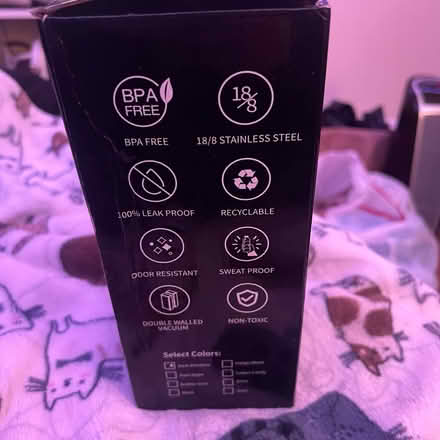 BPA
FREE
18/8
BPA FREE
18/8 STAINLESS STEEL
100% LEAK PROOF
RECYCLABLE
ODOR RESISTANT
SWEAT PROOF
DOUBLE WALLED
VACUUM
NON-TOXIC
Select Colors: